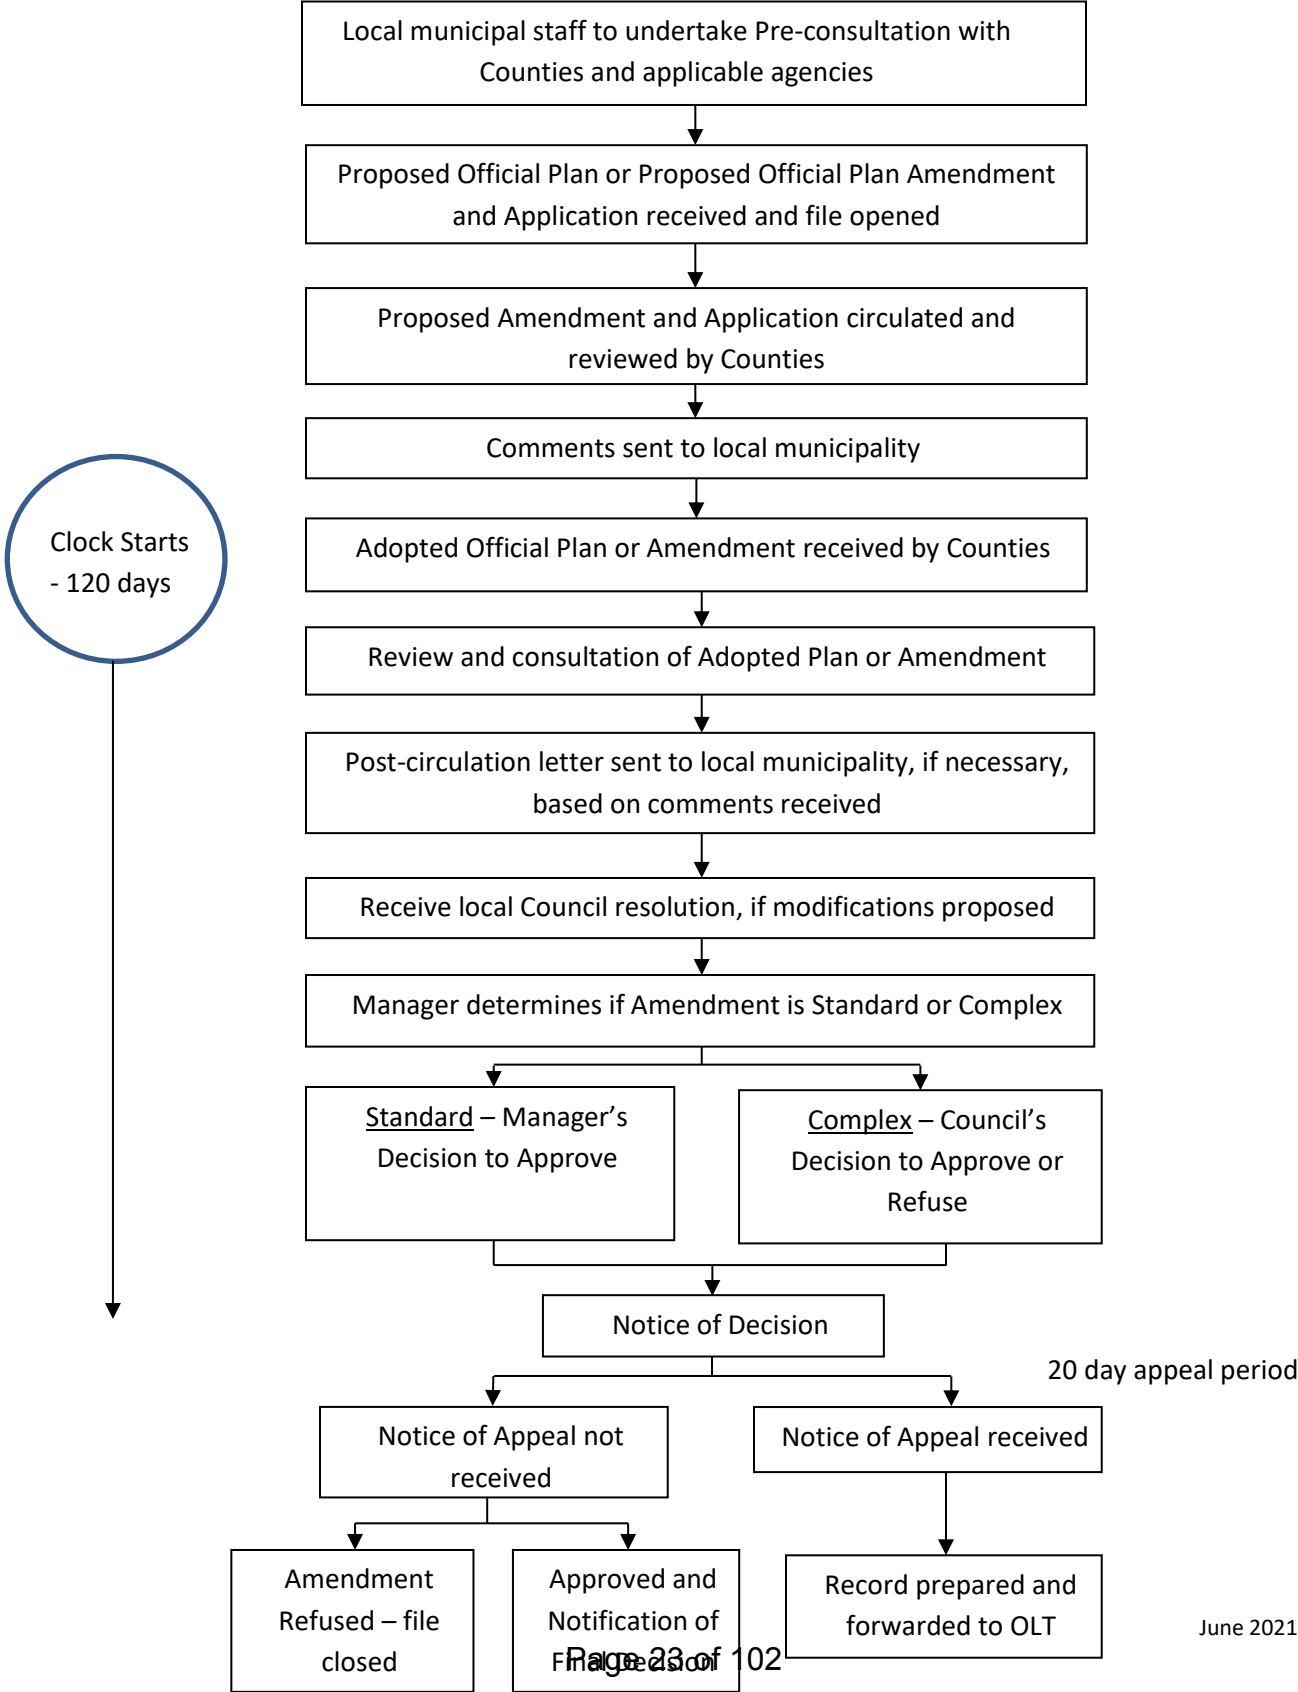 Local municipal staff to undertake Pre-consultation with
Counties and applicable agencies
Proposed Official Plan or Proposed Official Plan Amendment
and Application received and file opened
Proposed Amendment and Application circulated and
reviewed by Counties
Comments sent to local municipality
Clock Starts
- 120 days
Adopted Official Plan or Amendment received by Counties
Review and consultation of Adopted Plan or Amendment
Post-circulation letter sent to local municipality, if necessary,
based on comments received
Receive local Council resolution, if modifications proposed
Manager determines if Amendment is Standard or Complex
Standard – Manager’s
Decision to Approve
Complex – Council’s
Decision to Approve or
Refuse
Notice of Decision
20 day appeal period
Notice of Appeal not
received
Notice of Appeal received
Amendment
Refused – file
closed
Approved and
Notification of
Final Decision
Record prepared and
forwarded to OLT
June 2021
Page 23 of 102